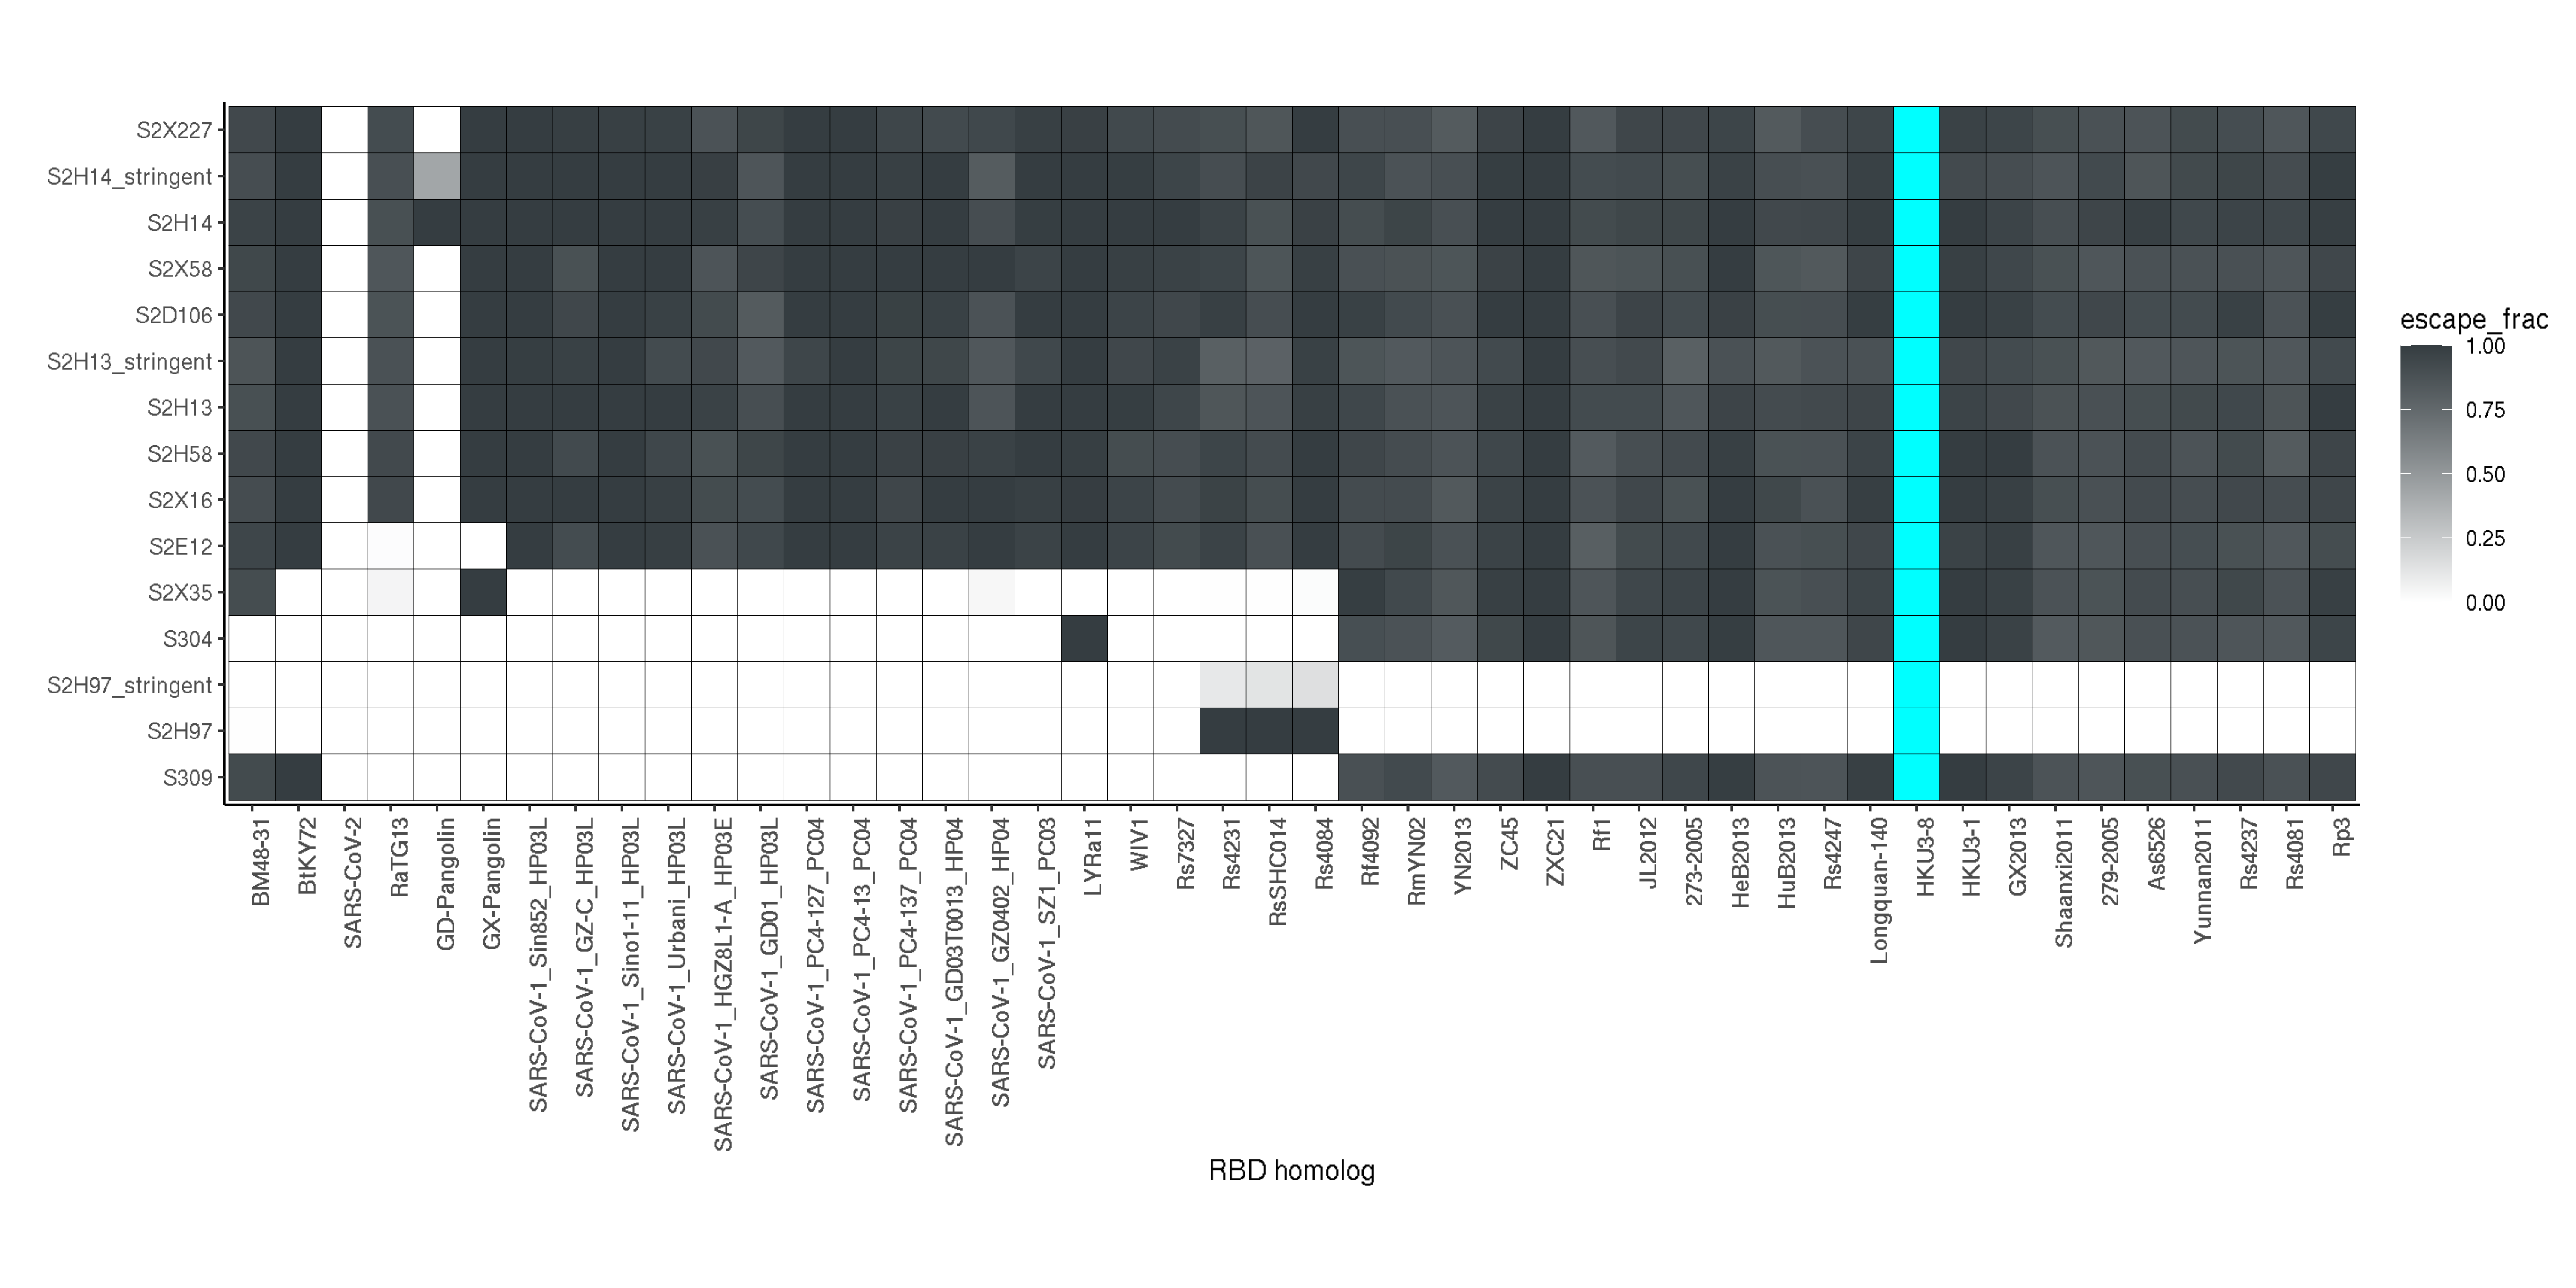 S2X227
S2H14_stringent
S2H14
S2X58
S2D106
S2H13_stringent
S2H13
S2H58
S2X16
S2E12
S2X35
S304
S2H97_stringent
S2H97
S309
BM48-31
BtKY72
SARS-CoV-2
RaTG13
GD-Pangolin
GX-Pangolin
SARS-CoV-1_Sin852_HP03L
SARS-CoV-1_GZ-C_HP03L
SARS-CoV-1_Sino1-11_HP03L
SARS-CoV-1_Urbani_HP03L
SARS-CoV-1_HGZ8L1-A_HP03E
SARS-CoV-1_GD01_HP03L
SARS-CoV-1_PC4-127_PC04
SARS-CoV-1_PC4-13_PC04
SARS-CoV-1_PC4-137_PC04
SARS-CoV-1_GD03T0013_HP04
SARS-CoV-1_GZ0402_HP04
SARS-CoV-1_SZ1_PC03
LYRa11
WIV1
Rs7327
Rs4231
RsSHC014
Rs4084
Rf4092
RmYN02
YN2013
ZC45
ZXC21
Rf1
JL2012
273-2005
HeB2013
HuB2013
Rs4247
Longquan-140
HKU3-8
HKU3-1
GX2013
Shaanxi2011
279-2005
As6526
Yunnan2011
Rs4237
Rs4081
Rp3
RBD homolog
escape_frac
1.00
0.75
0.50
0.25
0.00